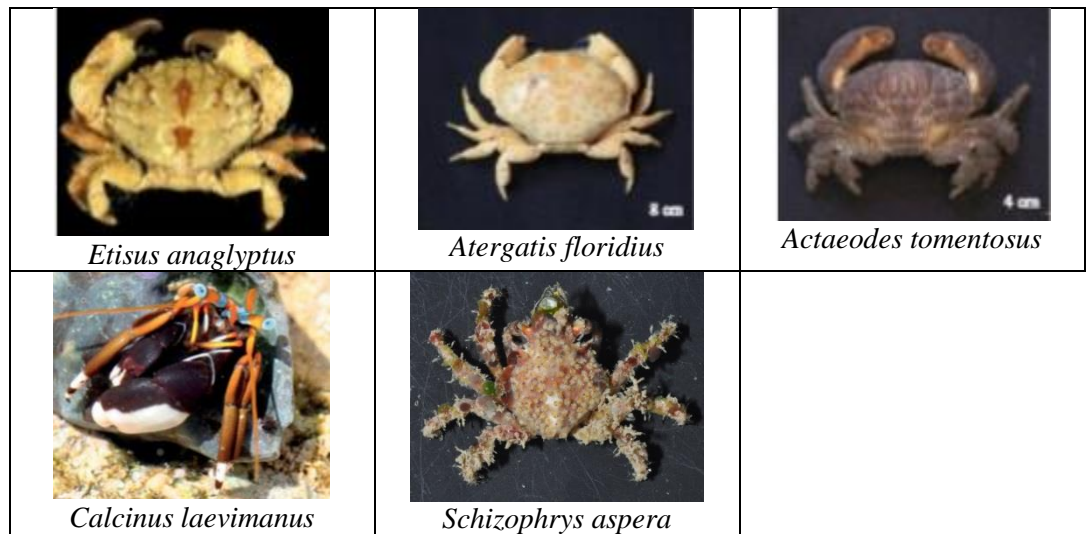 8 cm
4 cm
Etisus anaglyptus
Atergatis floridius
Actaeodes tomentosus
Calcinus laevimanus
Schizophrys aspera